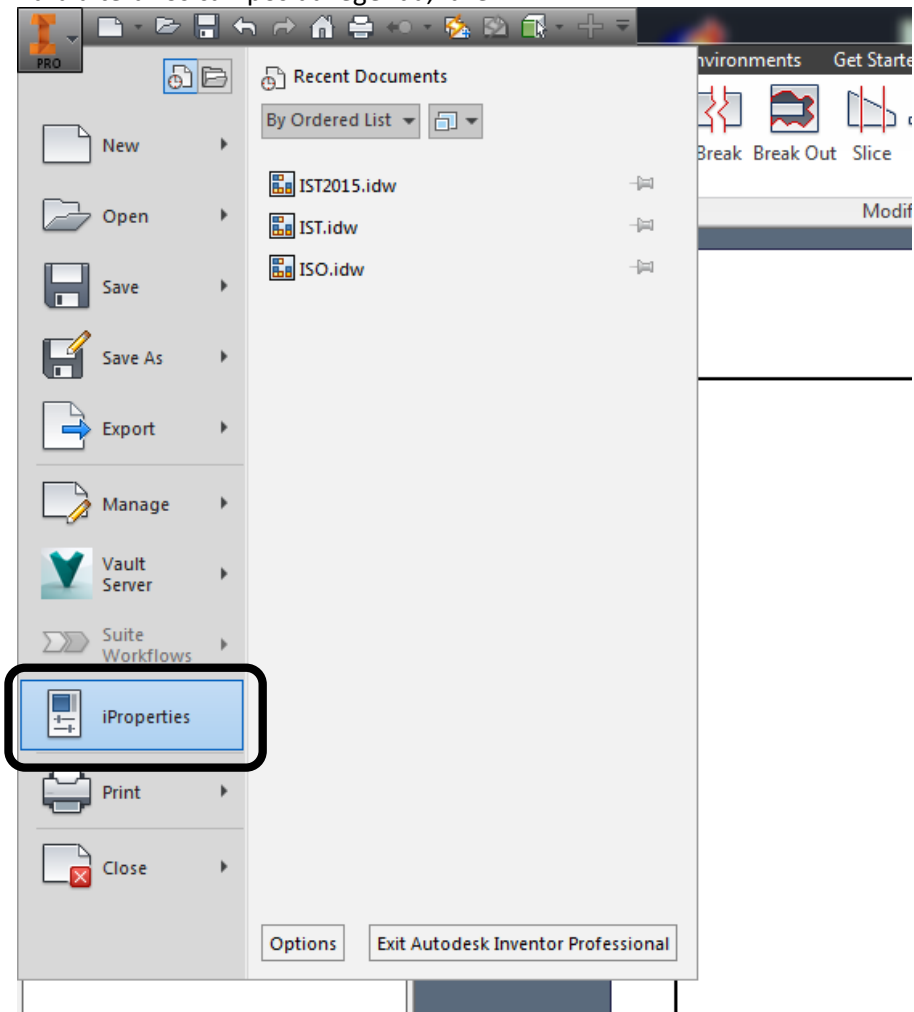 PRO
Recent Documents
By Ordered List
New
IST2015.idw
IST.idw
ISO.idw
Open
Save
Save As
Export
Manage
Vault
Server
Suite
Workflows
iProperties
Print
Close
Options
Exit Autodesk Inventor Professional
nvironments Get Starte
Break
Break Out
Slice
Modif